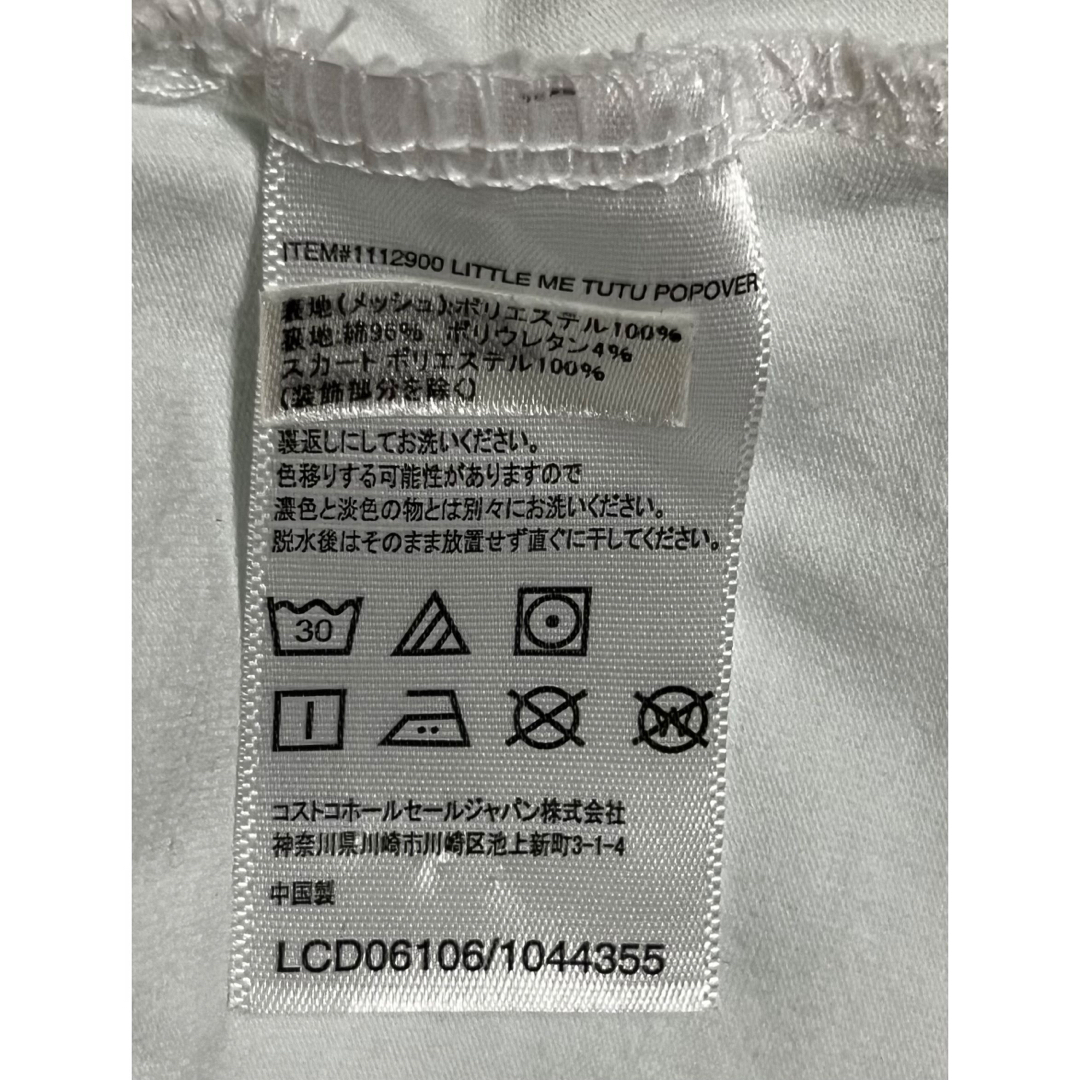 ITEM#1112900 LITTLE ME TUTU POPOVER
裏地(メッシュ):ポリエステル100%
裏地:綿96% ポリウレタン4%
スカート ポリエステル100%
(装飾部分を除く)
裏返しにしてお洗いください。
色移りする可能性がありますので
濃色と淡色の物とは別々にお洗いください。
脱水後はそのまま放置せず直ぐに干してください。
30
W
コストコホールセールジャパン株式会社
神奈川県川崎市川崎区池上新町3-1-4
中国製
LCD06106/1044355